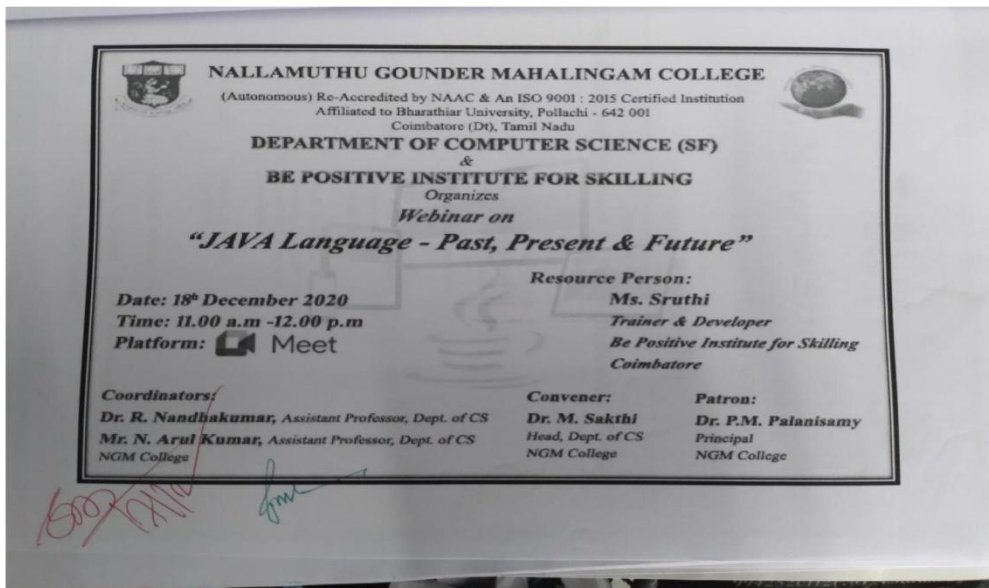 NALLAMUTHU GOUNDER MAHALINGAM COLLEGE
(Autonomous) Re-Accredited by NAAC & An ISO 9001 : 2015 Certified Institution
Affiliated to Bharathiar University, Pollachi - 642 001
Coimbatore (Dt), Tamil Nadu
DEPARTMENT OF COMPUTER SCIENCE (SF)
&
BE POSITIVE INSTITUTE FOR SKILLING
Organizes
Webinar on
“JAVA Language - Past, Present & Future”
Date: 18th December 2020
Time: 11.00 a.m -12.00 p.m
Platform: Meet
Resource Person:
Ms. Sruthi
Trainer & Developer
Be Positive Institute for Skilling
Coimbatore
Coordinators:
Dr. R. Nandhakumar, Assistant Professor, Dept. of CS
Mr. N. Arul Kumar, Assistant Professor, Dept. of CS
NGM College
Convener:
Dr. M. Sakthi
Head, Dept. of CS
NGM College
Patron:
Dr. P.M. Palanisamy
Principal
NGM College